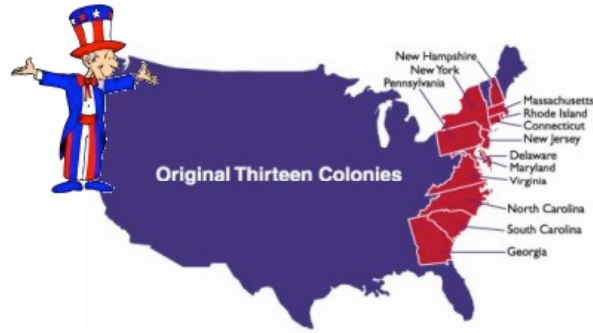 New Hampshire
New York
Pennsylvania
Massachusetts
Rhode Island
Connecticut
New Jersey
Delaware
Maryland
Virginia
Original Thirteen Colonies
North Carolina
South Carolina
Georgia